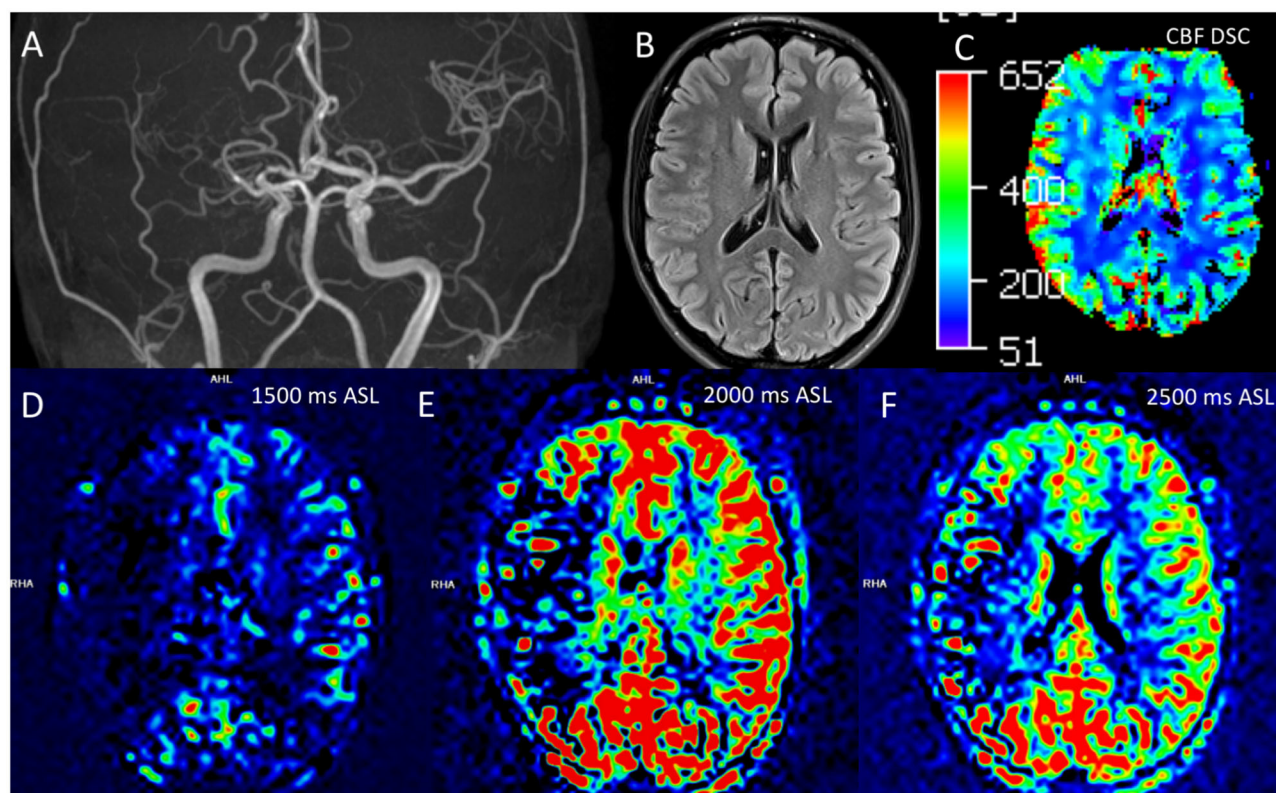 A
B
C
CBF DSC
652
400
200
51
D
AHL
1500 ms ASL
RHA
E
AHL
2000 ms ASL
RHA
F
AHL
2500 ms ASL
RHA